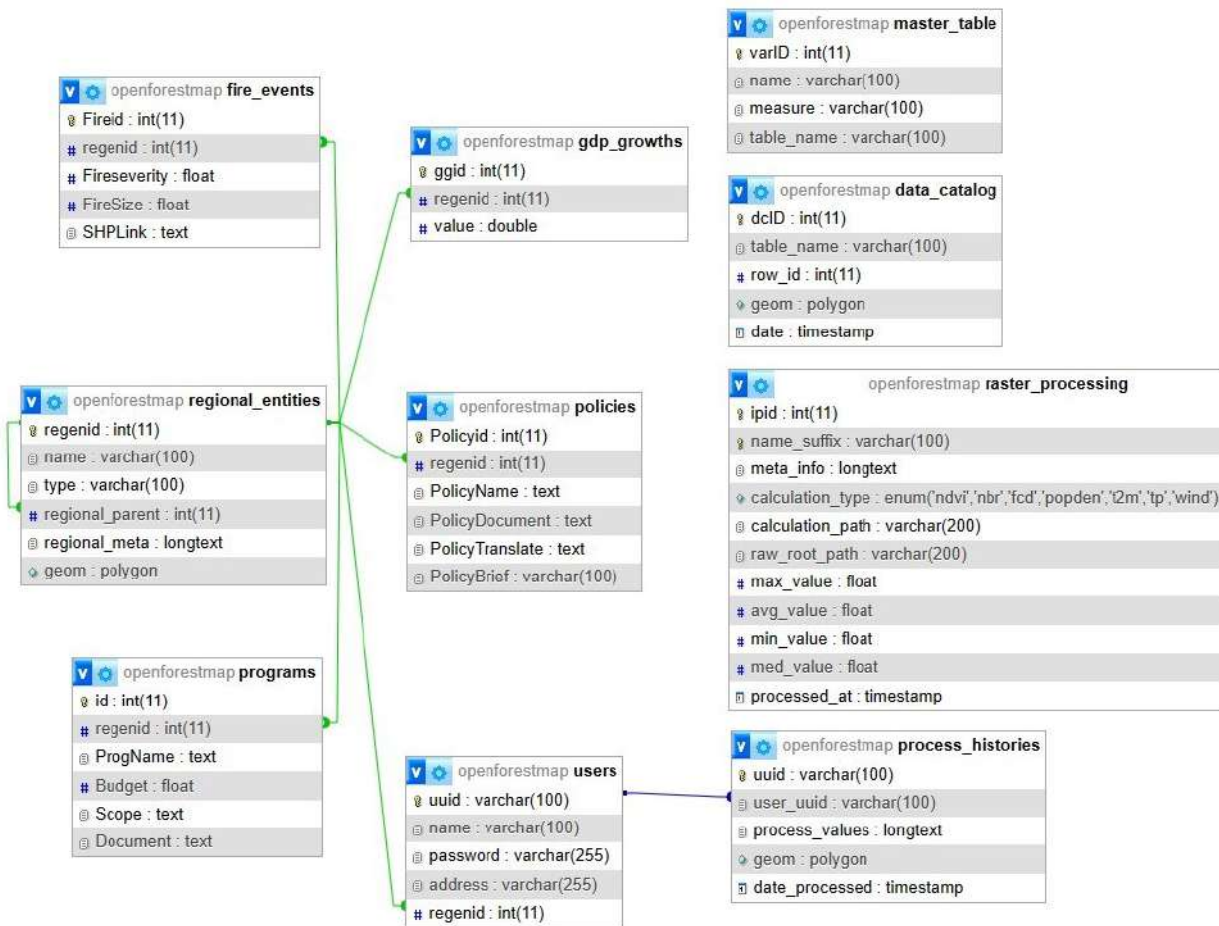 openforestmap fire_events
Fireid : int(11)
regenid : int(11)
Fireseverity : float
FireSize : float
SHPLink : text
openforestmap regional_entities
regenid : int(11)
name : varchar(100)
type : varchar(100)
regional_parent : int(11)
regional_meta : longtext
geom : polygon
openforestmap programs
id : int(11)
regenid : int(11)
ProgName : text
Budget : float
Scope : text
Document : text
openforestmap gdp_growths
ggid : int(11)
regenid : int(11)
value : double
openforestmap policies
Policyid : int(11)
regenid : int(11)
PolicyName : text
PolicyDocument : text
PolicyTranslate : text
PolicyBrief : varchar(100)
openforestmap users
uuid : varchar(100)
name : varchar(100)
password : varchar(255)
address : varchar(255)
regenid : int(11)
openforestmap master_table
varID : int(11)
name : varchar(100)
measure : varchar(100)
table_name : varchar(100)
openforestmap data_catalog
dcID : int(11)
table_name : varchar(100)
row_id : int(11)
geom : polygon
date : timestamp
openforestmap raster_processing
ipid : int(11)
name_suffix : varchar(100)
meta_info : longtext
calculation_type : enum('ndvi','nbr','fcd','popden','t2m','tp','wind')
calculation_path : varchar(200)
raw_root_path : varchar(200)
max_value : float
avg_value : float
min_value : float
med_value : float
processed_at : timestamp
openforestmap process_histories
uuid : varchar(100)
user_uuid : varchar(100)
process_values : longtext
geom : polygon
date_processed : timestamp